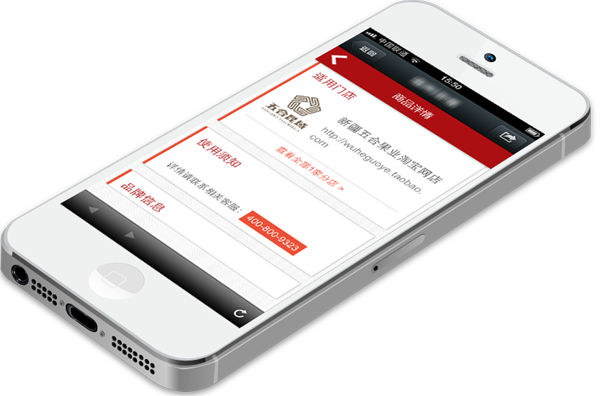 中国联通
15:50
返回
商品详情
适用门店
五合昆域
新疆五合果业淘宝网店
http://wuheguoye.taobao.
com
查看全部1家分店 >
使用须知
详情请联系相关客服：
400-800-9323
品牌信息